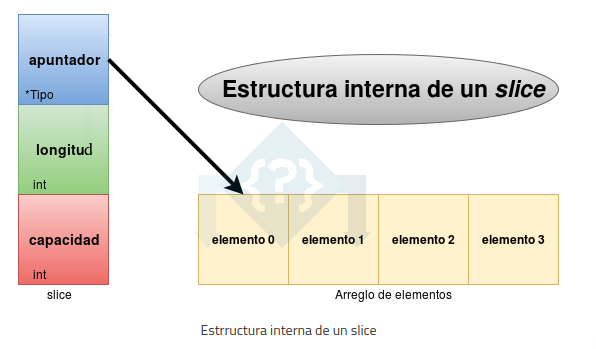 apuntador
*Tipo
longitud
int
capacidad
int
slice
Estructura interna de un slice
{?}
elemento 0
elemento 1
elemento 2
elemento 3
Arreglo de elementos
Estrructura interna de un slice